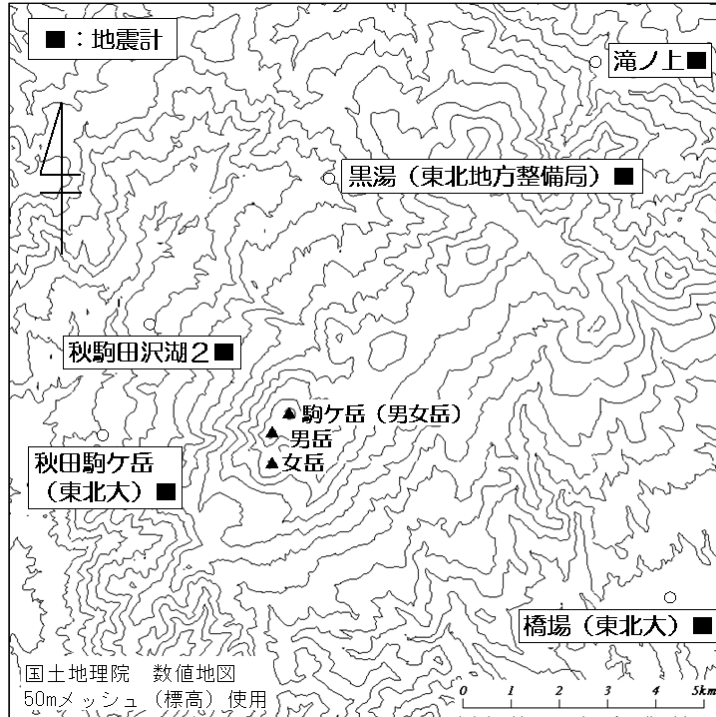 ■：地震計
滝ノ上■
黒湯（東北地方整備局）■
秋駒田沢湖２■
駒ケ岳（男女岳）
男岳
女岳
秋田駒ケ岳
（東北大）■
橋場（東北大）■
国土地理院　数値地図
50mメッシュ（標高）使用
0 1 2 3 4 5km